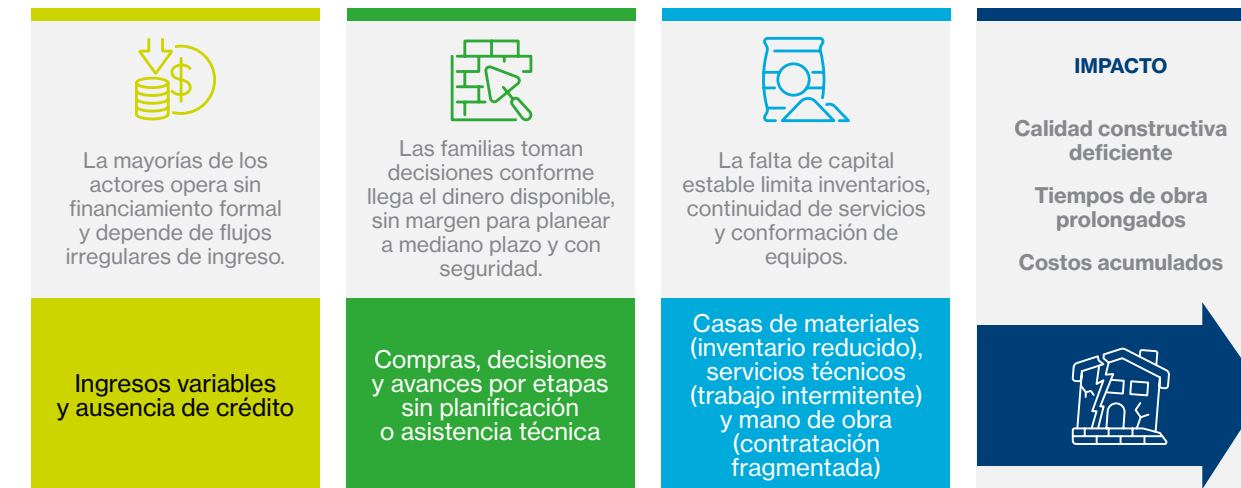 La mayorías de los
actores opera sin
financiamiento formal
y depende de flujos
irregulares de ingreso.
Ingresos variables
y ausencia de crédito
Las familias toman
decisiones conforme
llega el dinero disponible,
sin margen para planear
a mediano plazo y con
seguridad.
Compras, decisiones
y avances por etapas
sin planificación
o asistencia técnica
La falta de capital
estable limita inventarios,
continuidad de servicios
y conformación de
equipos.
Casas de materiales
(inventario reducido),
servicios técnicos
(trabajo intermitente)
y mano de obra
(contratación
fragmentada)
IMPACTO
Calidad constructiva
deficiente
Tiempos de obra
prolongados
Costos acumulados